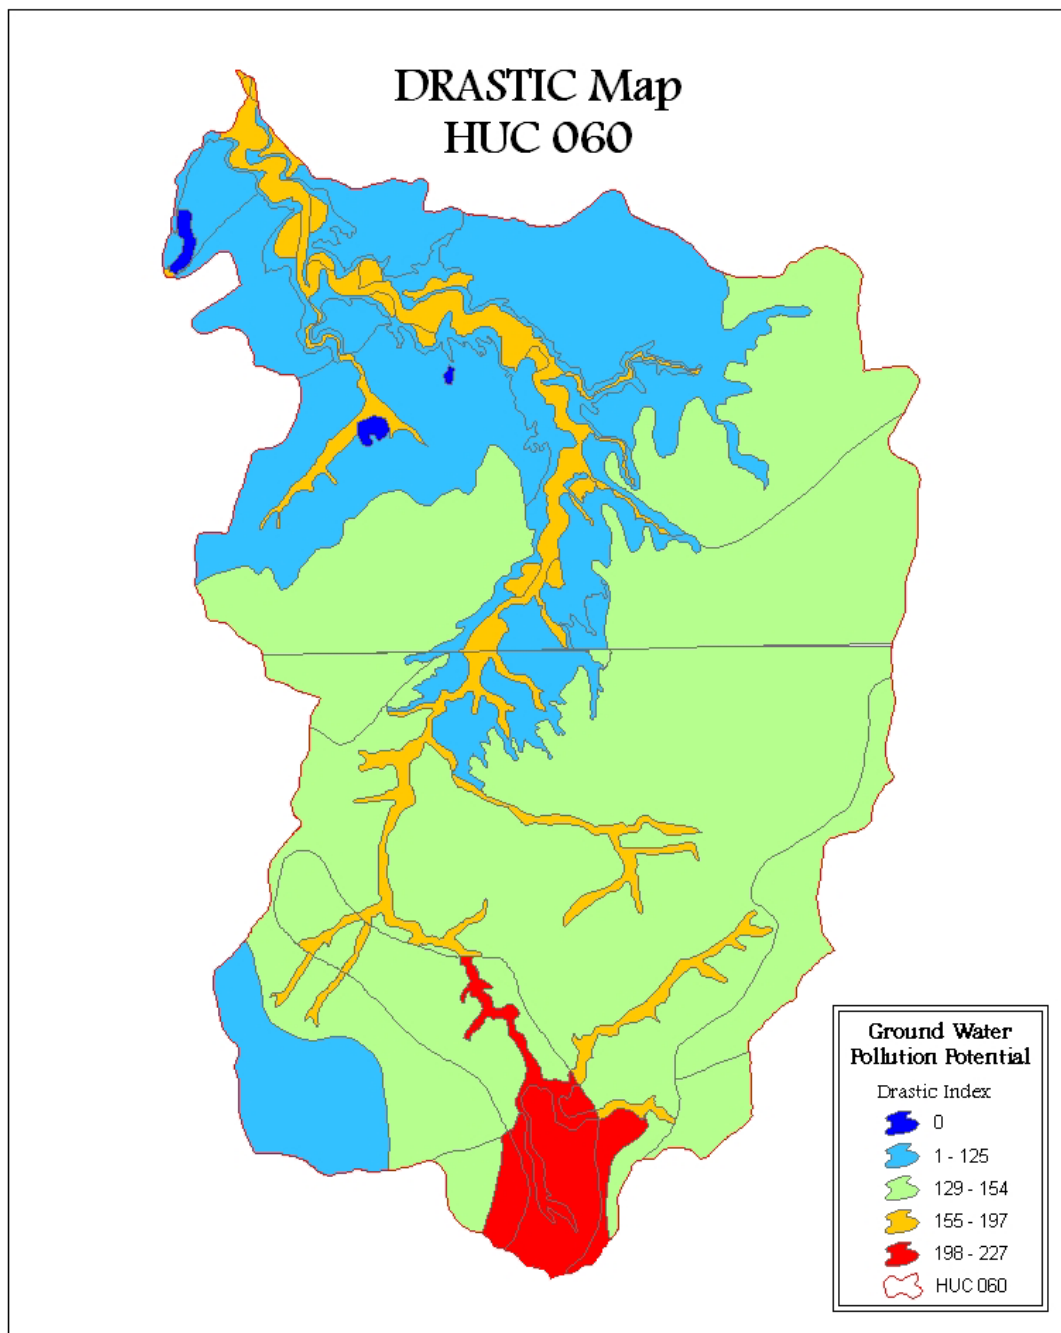 DRASTIC Map
HUC 060
Ground Water
Pollution Potential
Drastic Index
0
1 - 125
129 - 154
155 - 197
198 - 227
HUC 060